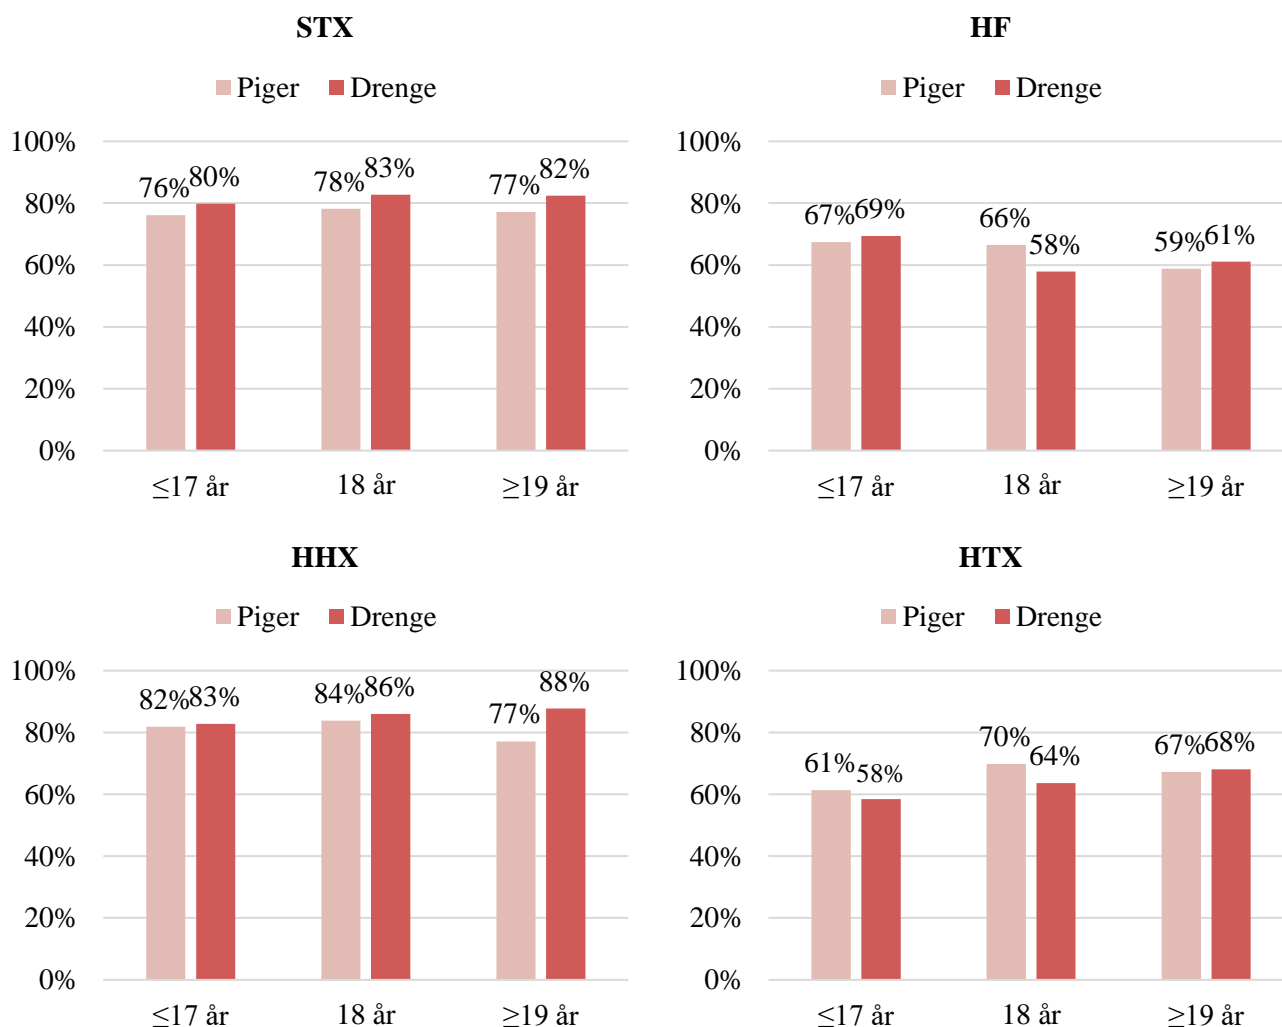 STX
Piger Drenge
100%
80%
60%
40%
20%
0%
76% 80% 78% 83% 77% 82%
≤17 år 18 år ≥19 år
HF
Piger Drenge
100%
80%
60%
40%
20%
0%
67% 69% 66% 58% 59% 61%
≤17 år 18 år ≥19 år
HHX
Piger Drenge
100%
80%
60%
40%
20%
0%
82% 83% 84% 86% 77% 88%
≤17 år 18 år ≥19 år
HTX
Piger Drenge
100%
80%
60%
40%
20%
0%
61% 58% 70% 64% 67% 68%
≤17 år 18 år ≥19 år